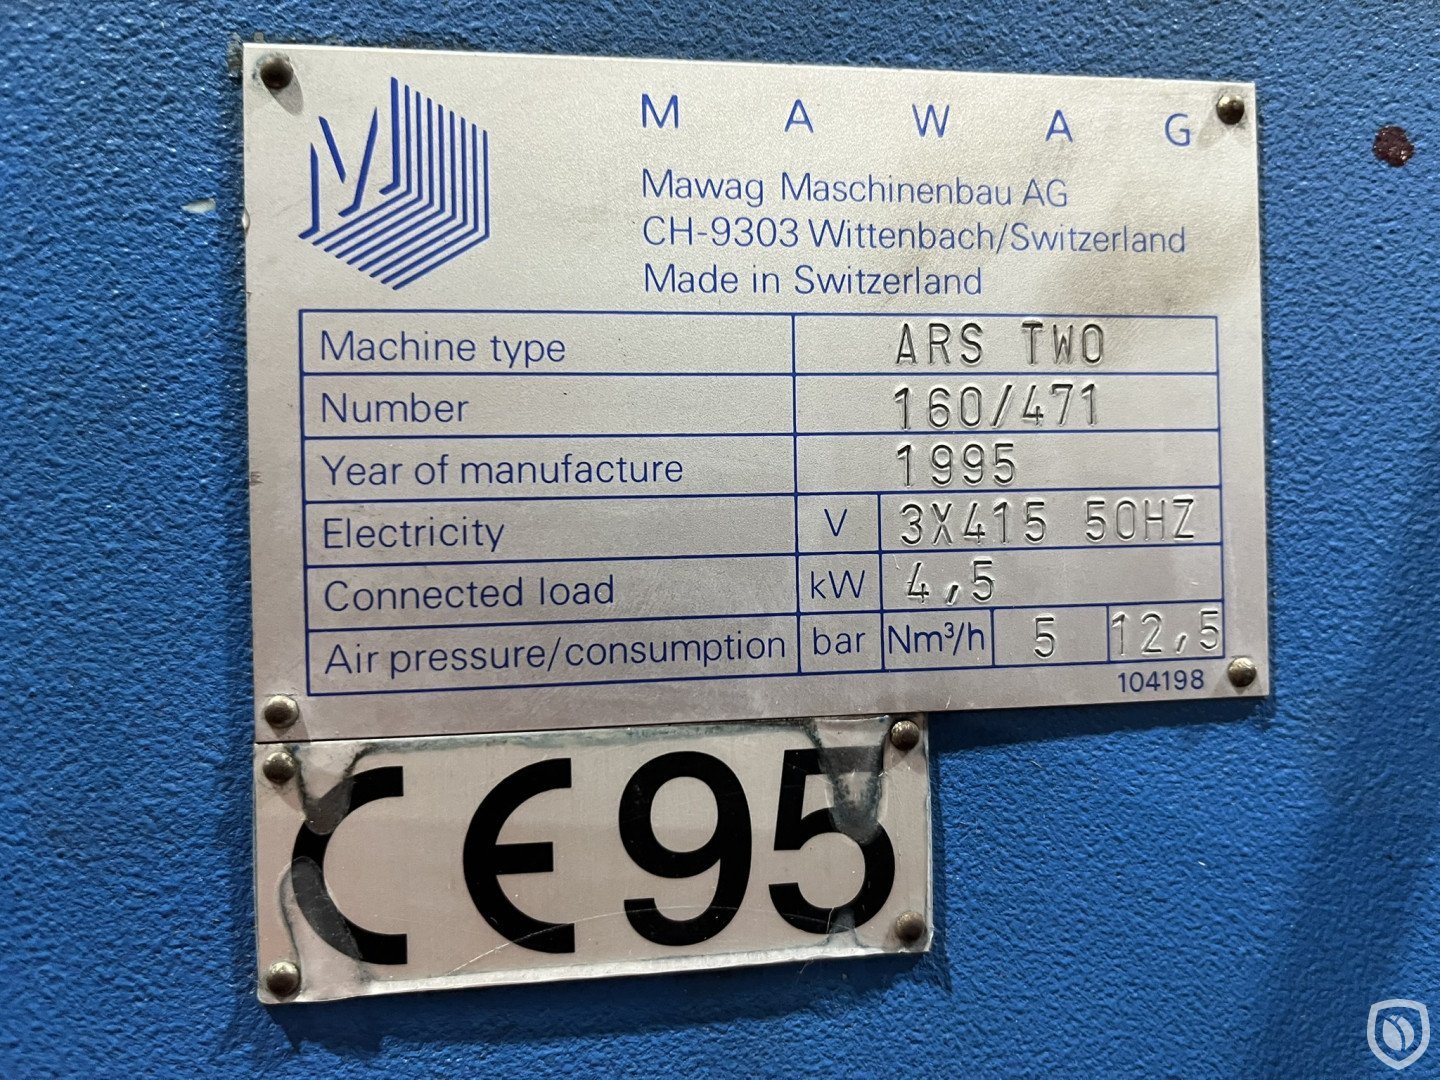 M A W A G
Mawag Maschinenbau AG
CH-9303 Wittenbach/Switzerland
Made in Switzerland
Machine type ARS TWO
Number 160/471
Year of manufacture 1995
Electricity V 3X415 50HZ
Connected load kW 4,5
Air pressure/consumption bar Nm³/h 5 12,5
104198
CE95